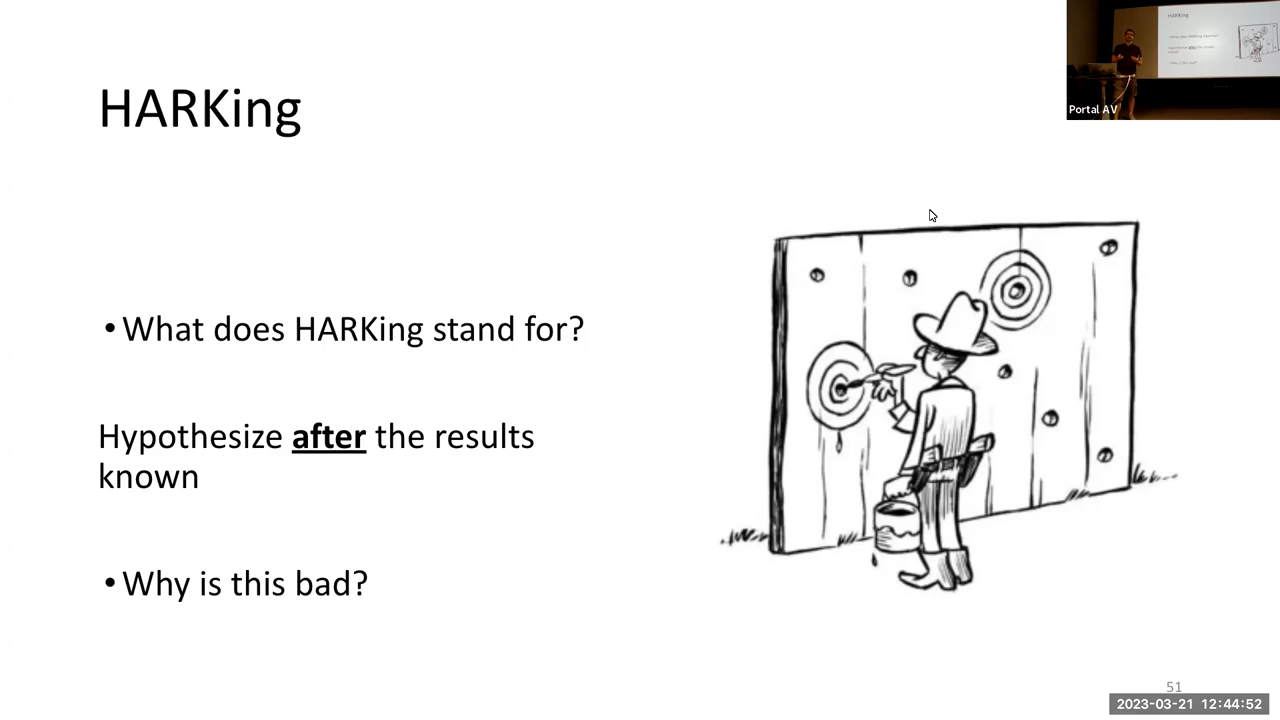 HARKing
Portal AV
• What does HARKing stand for?
Hypothesize after the results
known
• Why is this bad?
51
2023-03-21 12:44:52